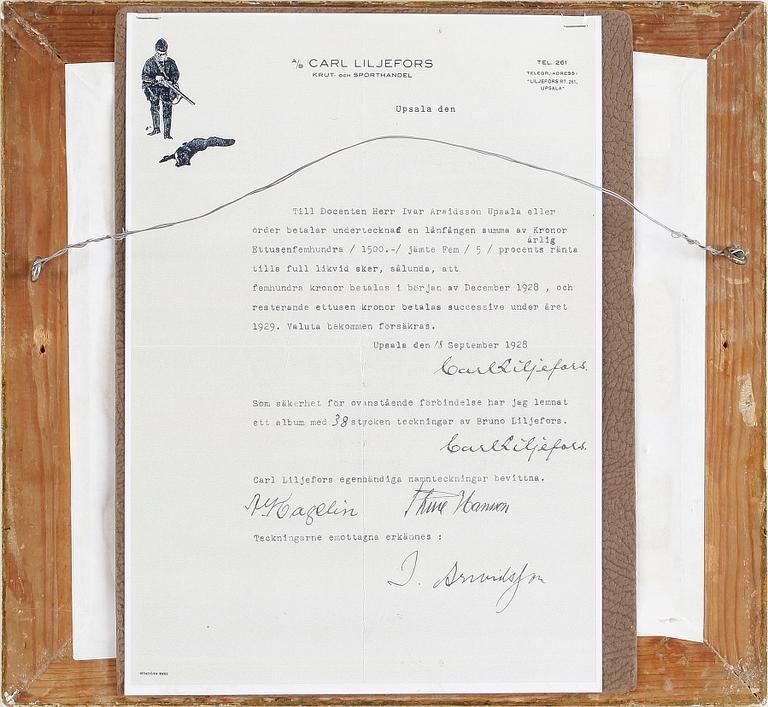 A/B CARL LILJEFORS
KRUT- OCH SPORTHANDEL
TEL. 261
TELEGR.-ADRESS:
"LILJEFORS RT. 261,
UPSALA"
Upsala den
Till Docenten Herr Ivar Arsidsson Upsala eller
order betalar undertecknad en lånfången summa av Kronor
årlig
Ettusenfemhundra / 1500.-/ jämte Fem / 5 / procents ränta
tills full likvid sker, sålunda, att
femhundra kronor betalas i början av December 1928 , och
resterande ettusen kronor betalas successive under året
1929. Valuta bekommen försäkras.
Upsala den 18 September 1928
Carl Liljefors.
Som säkerhet för ovanstående förbindelse har jag lemnat
ett album med 38 stycken teckningar av Bruno Liljefors.
Carl Liljefors.
Carl Liljefors egenhändiga namnteckningar bevittna.
Hagelin Thure Hanson
Teckningarne emottagna erkännes :
I. Arwidsson